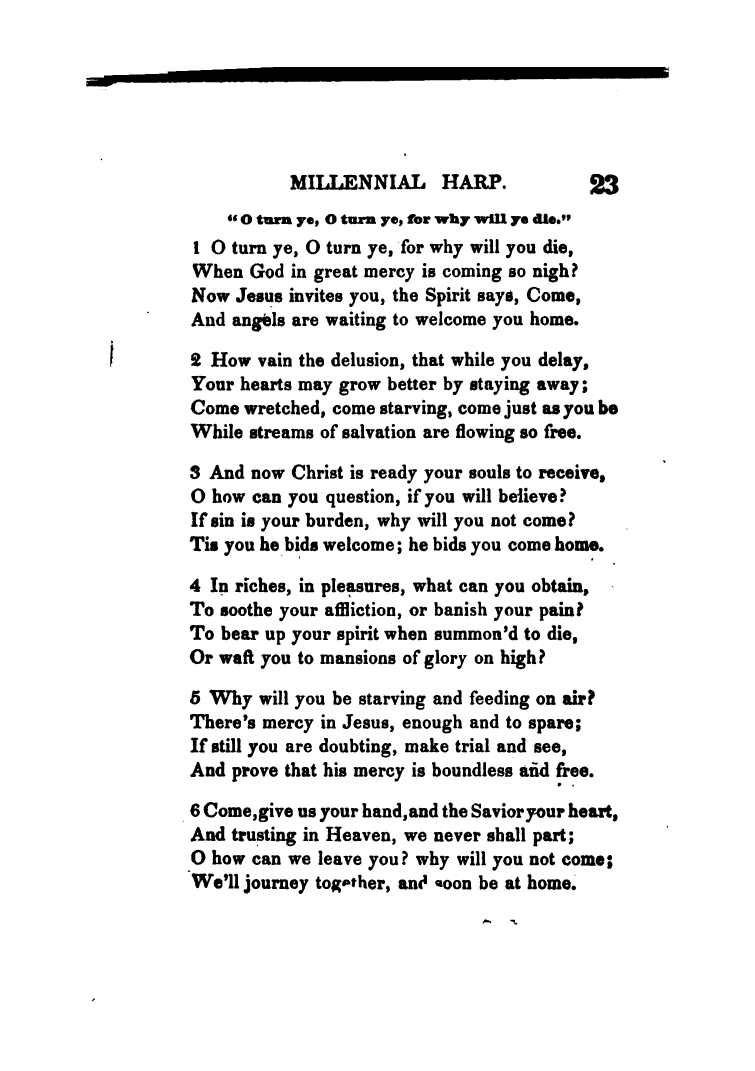 MILLENNIAL HARP. 23
"O turn ye, O turn ye, for why will ye die."
1 O turn ye, O turn ye, for why will you die,
When God in great mercy is coming so nigh?
Now Jesus invites you, the Spirit says, Come,
And angels are waiting to welcome you home.
2 How vain the delusion, that while you delay,
Your hearts may grow better by staying away;
Come wretched, come starving, come just as you be
While streams of salvation are flowing so free.
3 And now Christ is ready your souls to receive,
O how can you question, if you will believe?
If sin is your burden, why will you not come?
Tis you he bids welcome; he bids you come home.
4 In riches, in pleasures, what can you obtain,
To soothe your affliction, or banish your pain?
To bear up your spirit when summon'd to die,
Or waft you to mansions of glory on high?
5 Why will you be starving and feeding on air?
There's mercy in Jesus, enough and to spare;
If still you are doubting, make trial and see,
And prove that his mercy is boundless and free.
6 Come, give us your hand, and the Savior your heart,
And trusting in Heaven, we never shall part;
O how can we leave you? why will you not come;
We'll journey together, and soon be at home.